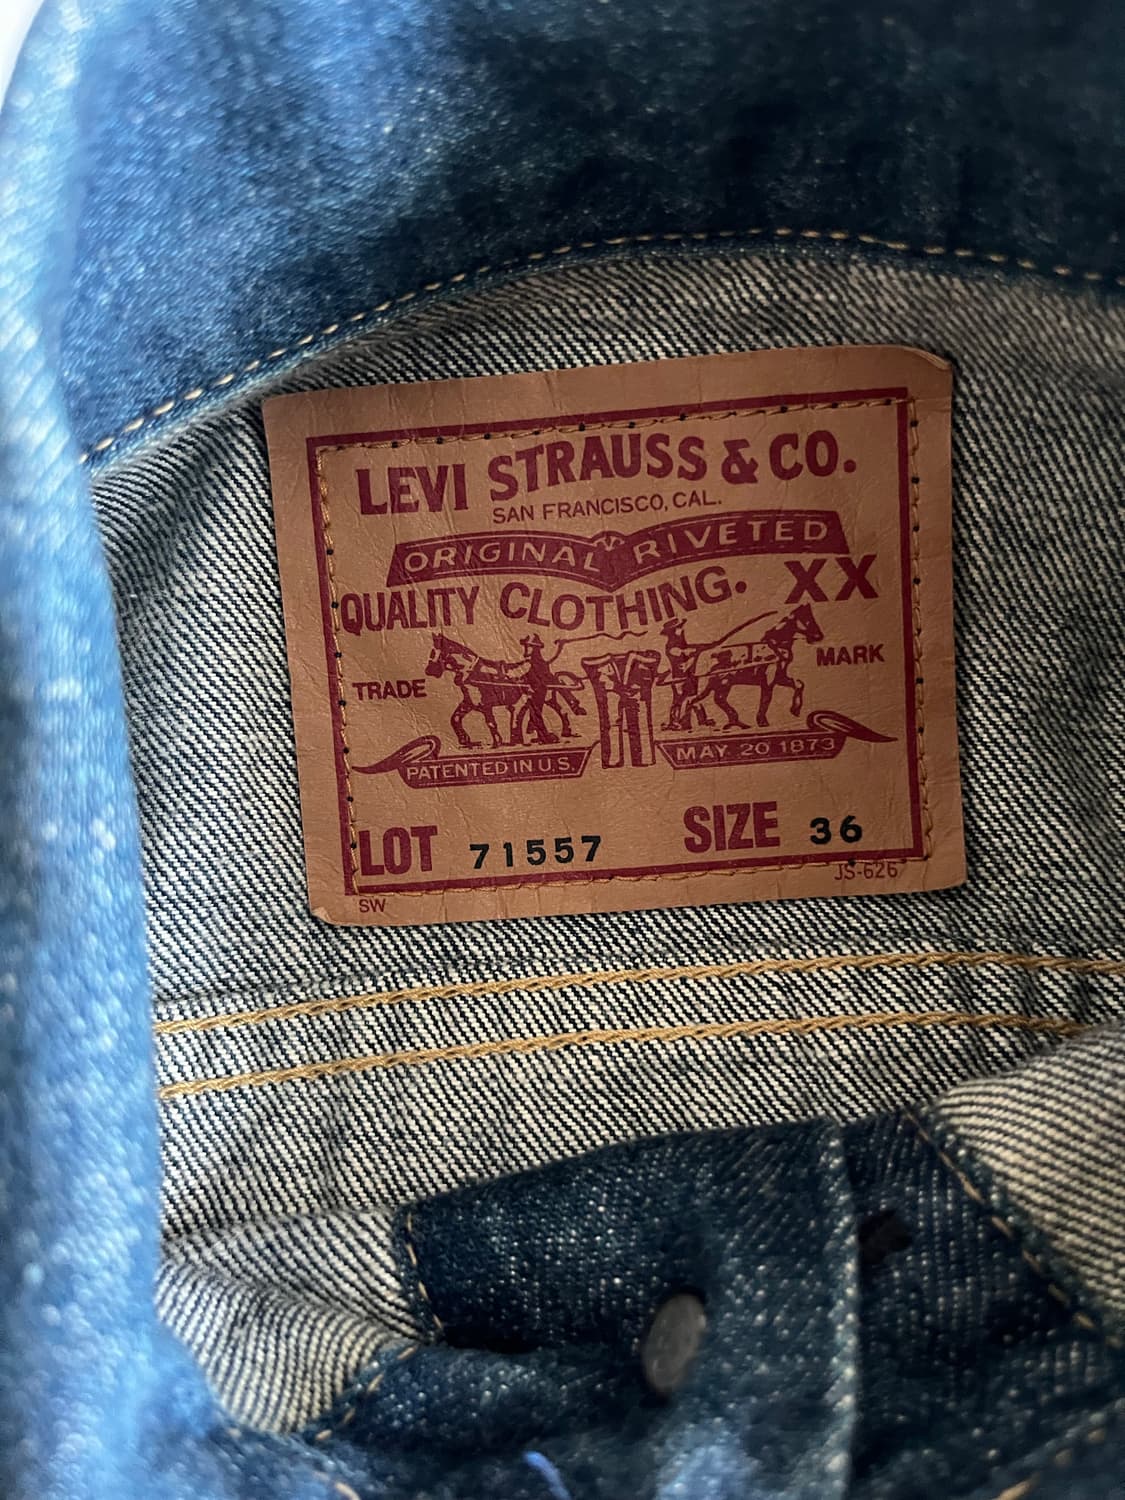 LEVI STRAUSS & CO.
SAN FRANCISCO, CAL.
ORIGINAL RIVETED
QUALITY CLOTHING. XX
TRADE MARK
PATENTED IN U.S. MAY 20 1873
LOT 71557 SIZE 36
SW JS-626